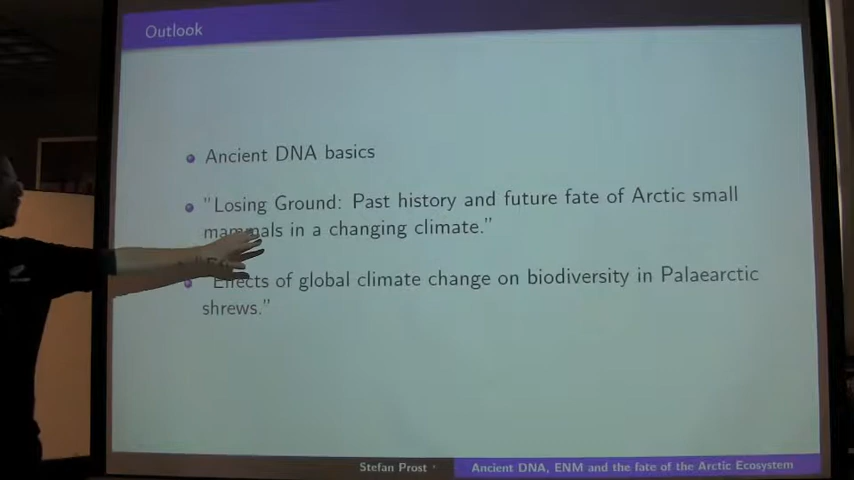 Outlook
Ancient DNA basics
"Losing Ground: Past history and future fate of Arctic small
mammals in a changing climate."
"Effects of global climate change on biodiversity in Palaearctic
shrews."
Stefan Prost
Ancient DNA, ENM and the fate of the Arctic Ecosystem